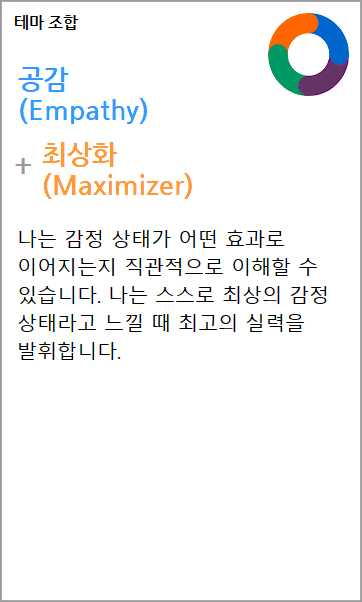 테마 조합
공감
(Empathy)
+ 최상화
(Maximizer)
나는 감정 상태가 어떤 효과로
이어지는지 직관적으로 이해할 수
있습니다. 나는 스스로 최상의 감정
상태라고 느낄 때 최고의 실력을
발휘합니다.